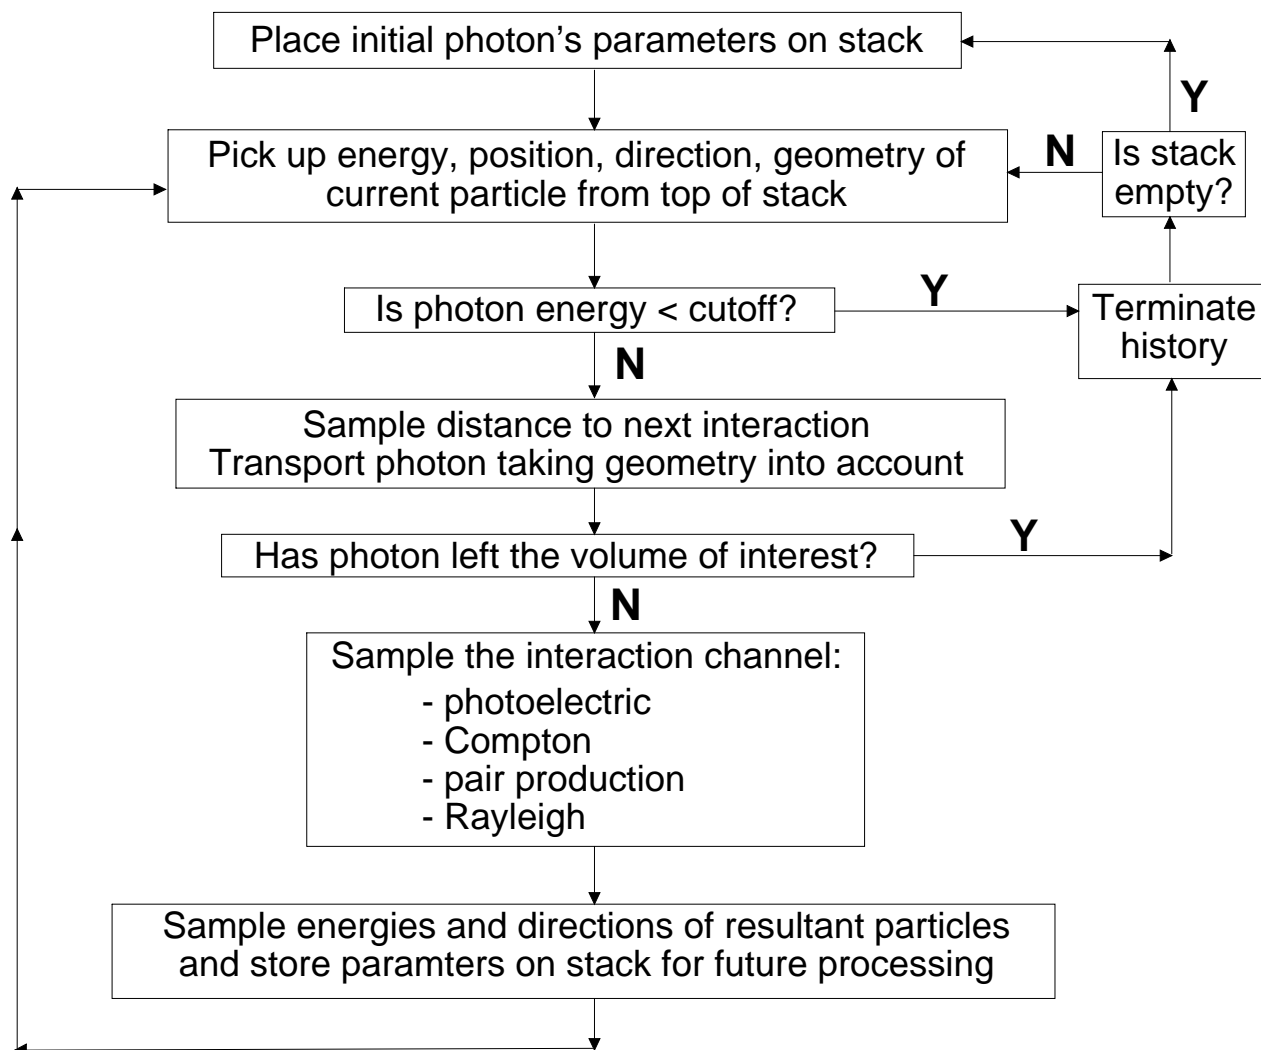 Place initial photon's parameters on stack
Y
Pick up energy, position, direction, geometry of
current particle from top of stack
N
Is stack
empty?
Is photon energy < cutoff?
Y
Terminate
history
N
Sample distance to next interaction
Transport photon taking geometry into account
Has photon left the volume of interest?
Y
N
Sample the interaction channel:
- photoelectric
- Compton
- pair production
- Rayleigh
Sample energies and directions of resultant particles
and store paramters on stack for future processing